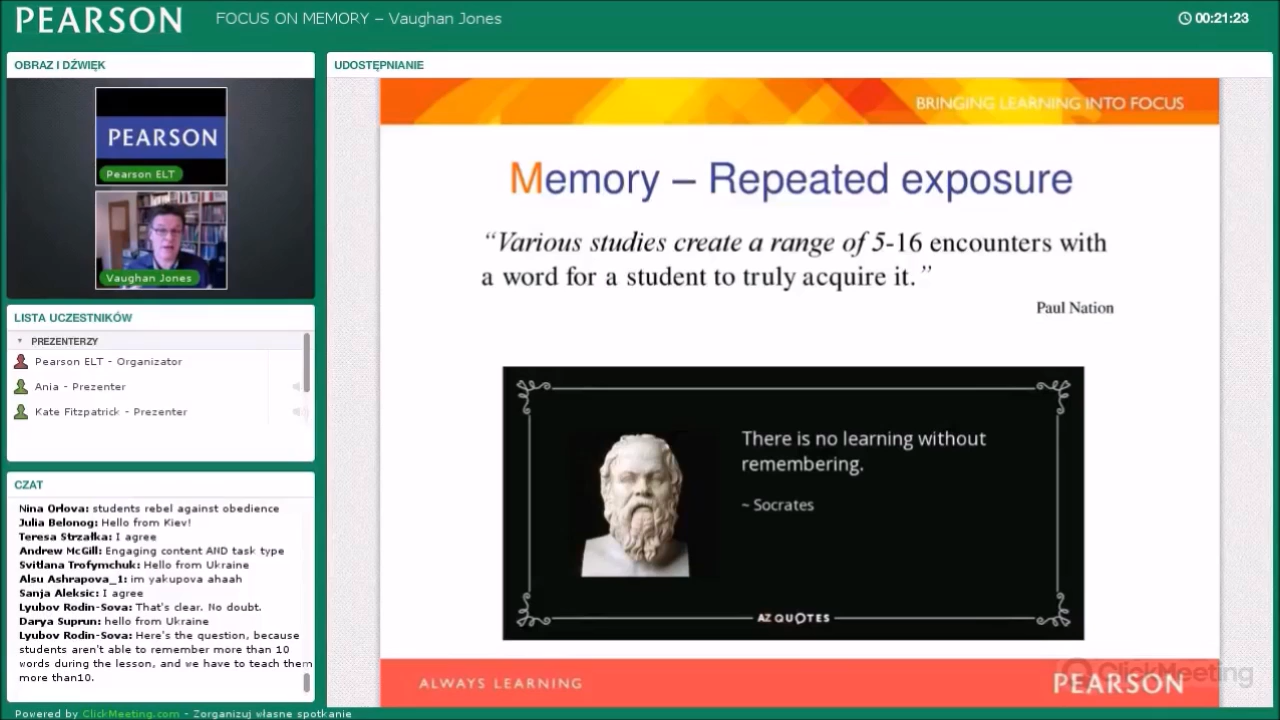 PEARSON
FOCUS ON MEMORY – Vaughan Jones
00:21:23
OBRAZ I DŹWIĘK
PEARSON
Pearson ELT
Vaughan Jones
LISTA UCZESTNIKÓW
PREZENTERZY
Pearson ELT - Organizator
Ania - Prezenter
Kate Fitzpatrick - Prezenter
CZAT
Nina Orlova: students rebel against obedience
Julia Belonog: Hello from Kiev!
Teresa Strzałka: I agree
Andrew McGill: Engaging content AND task type
Svitlana Trofymchuk: Hello from Ukraine
Alsu Ashrapova_1: im yakupova ahaah
Sanja Aleksic: I agree
Lyubov Rodin-Sova: That's clear. No doubt.
Darya Suprun: hello from Ukraine
Lyubov Rodin-Sova: Here's the question, because
students aren't able to remember more than 10
words during the lesson, and we have to teach them
more than10.
Powered by ClickMeeting.com - Zorganizuj własne spotkanie
UDOSTĘPNIANIE
BRINGING LEARNING INTO FOCUS
Memory – Repeated exposure
“Various studies create a range of 5-16 encounters with
a word for a student to truly acquire it.”
Paul Nation
There is no learning without
remembering.
~ Socrates
AZ QUOTES
ALWAYS LEARNING
ClickMeeting
PEARSON